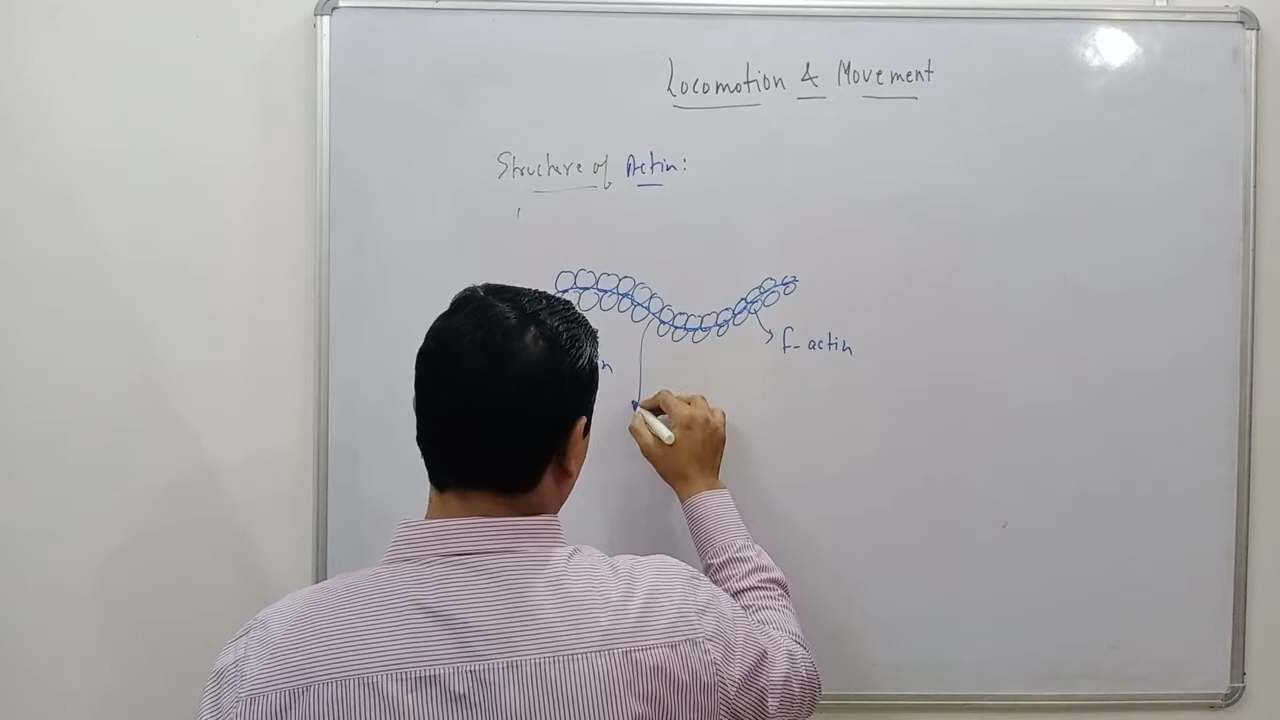 Locomotion & Movement
Structure of Actin:
f-actin